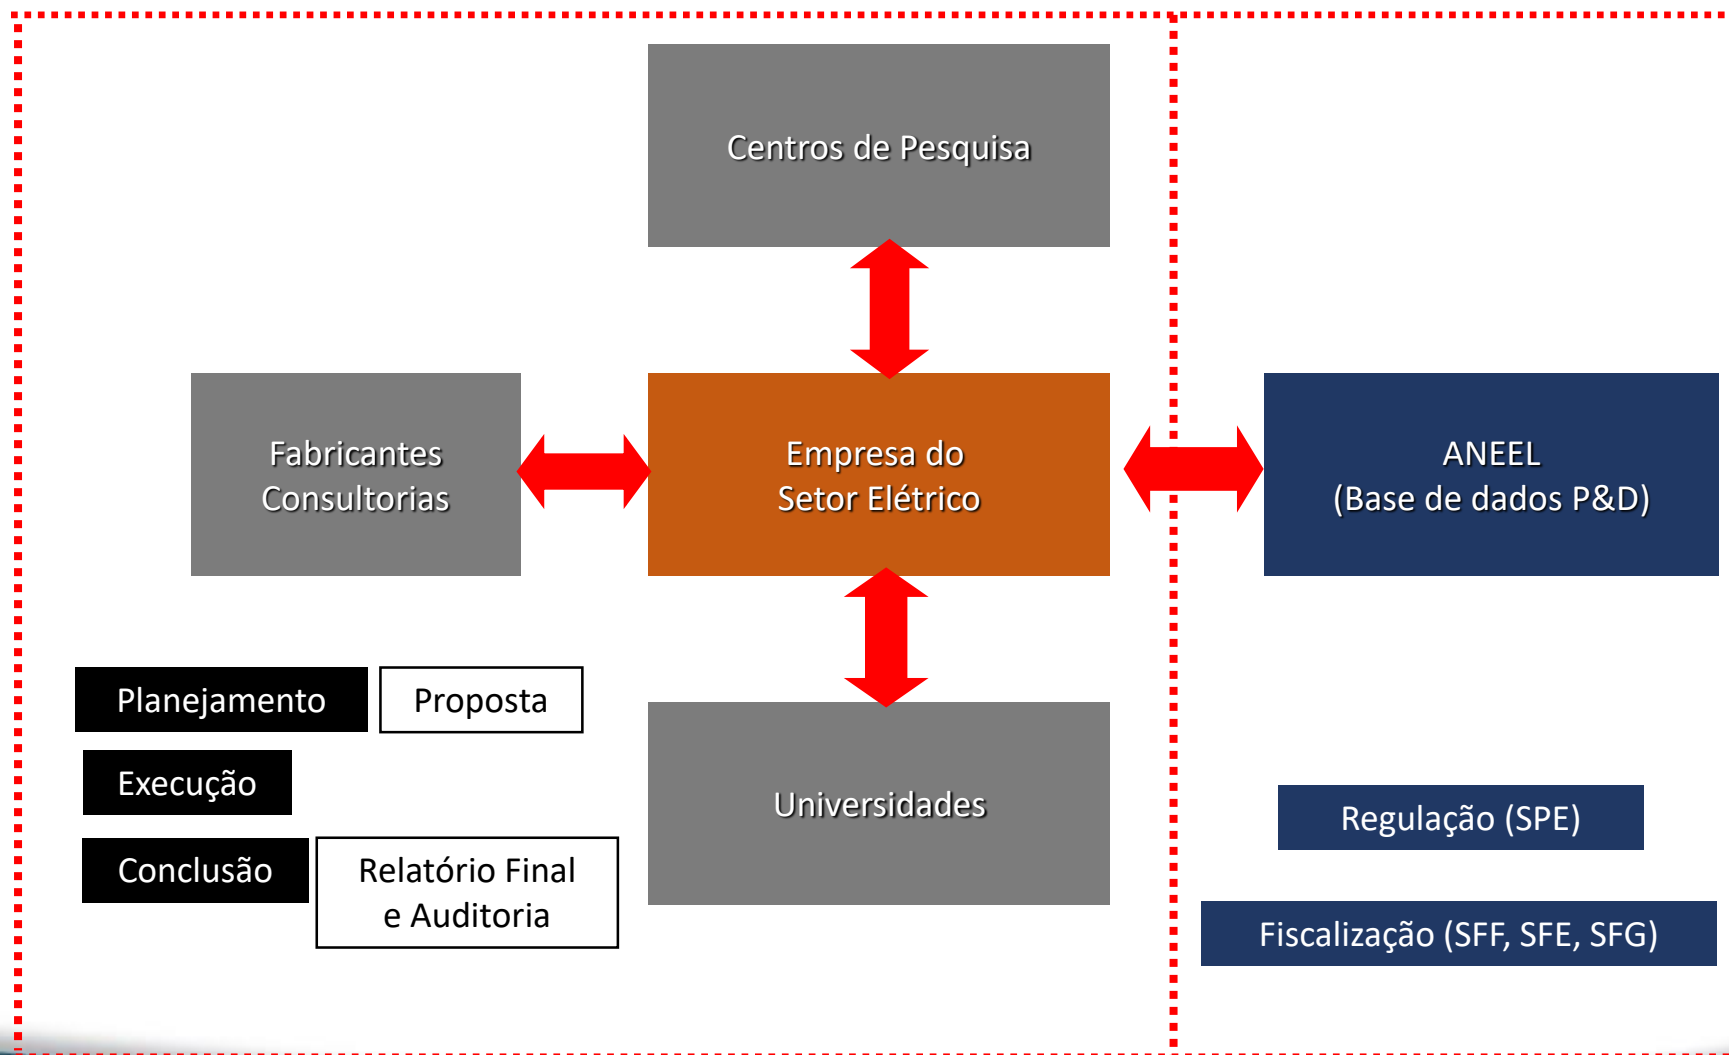 Centros de Pesquisa
Fabricantes
Consultorias
Empresa do
Setor Elétrico
ANEEL
(Base de dados P&D)
Planejamento
Proposta
Execução
Conclusão
Relatório Final
e Auditoria
Universidades
Regulação (SPE)
Fiscalização (SFF, SFE, SFG)